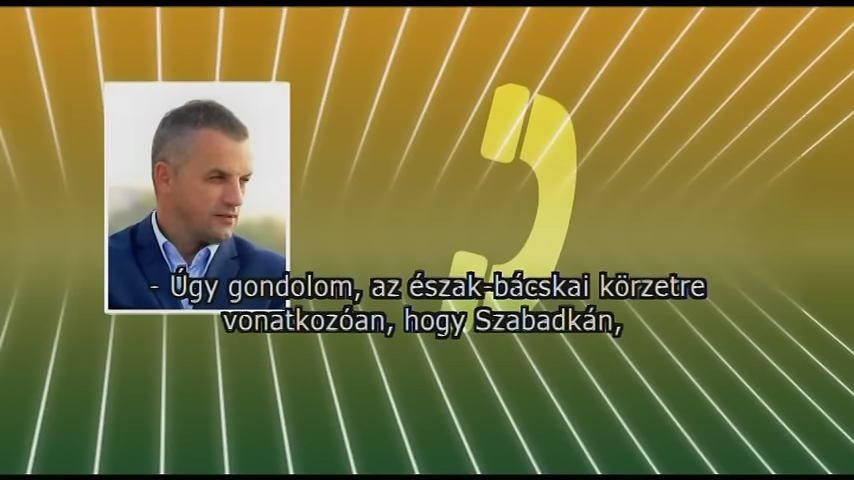 - Úgy gondolom, az észak-bácskai körzetre
vonatkozóan, hogy Szabadkán,